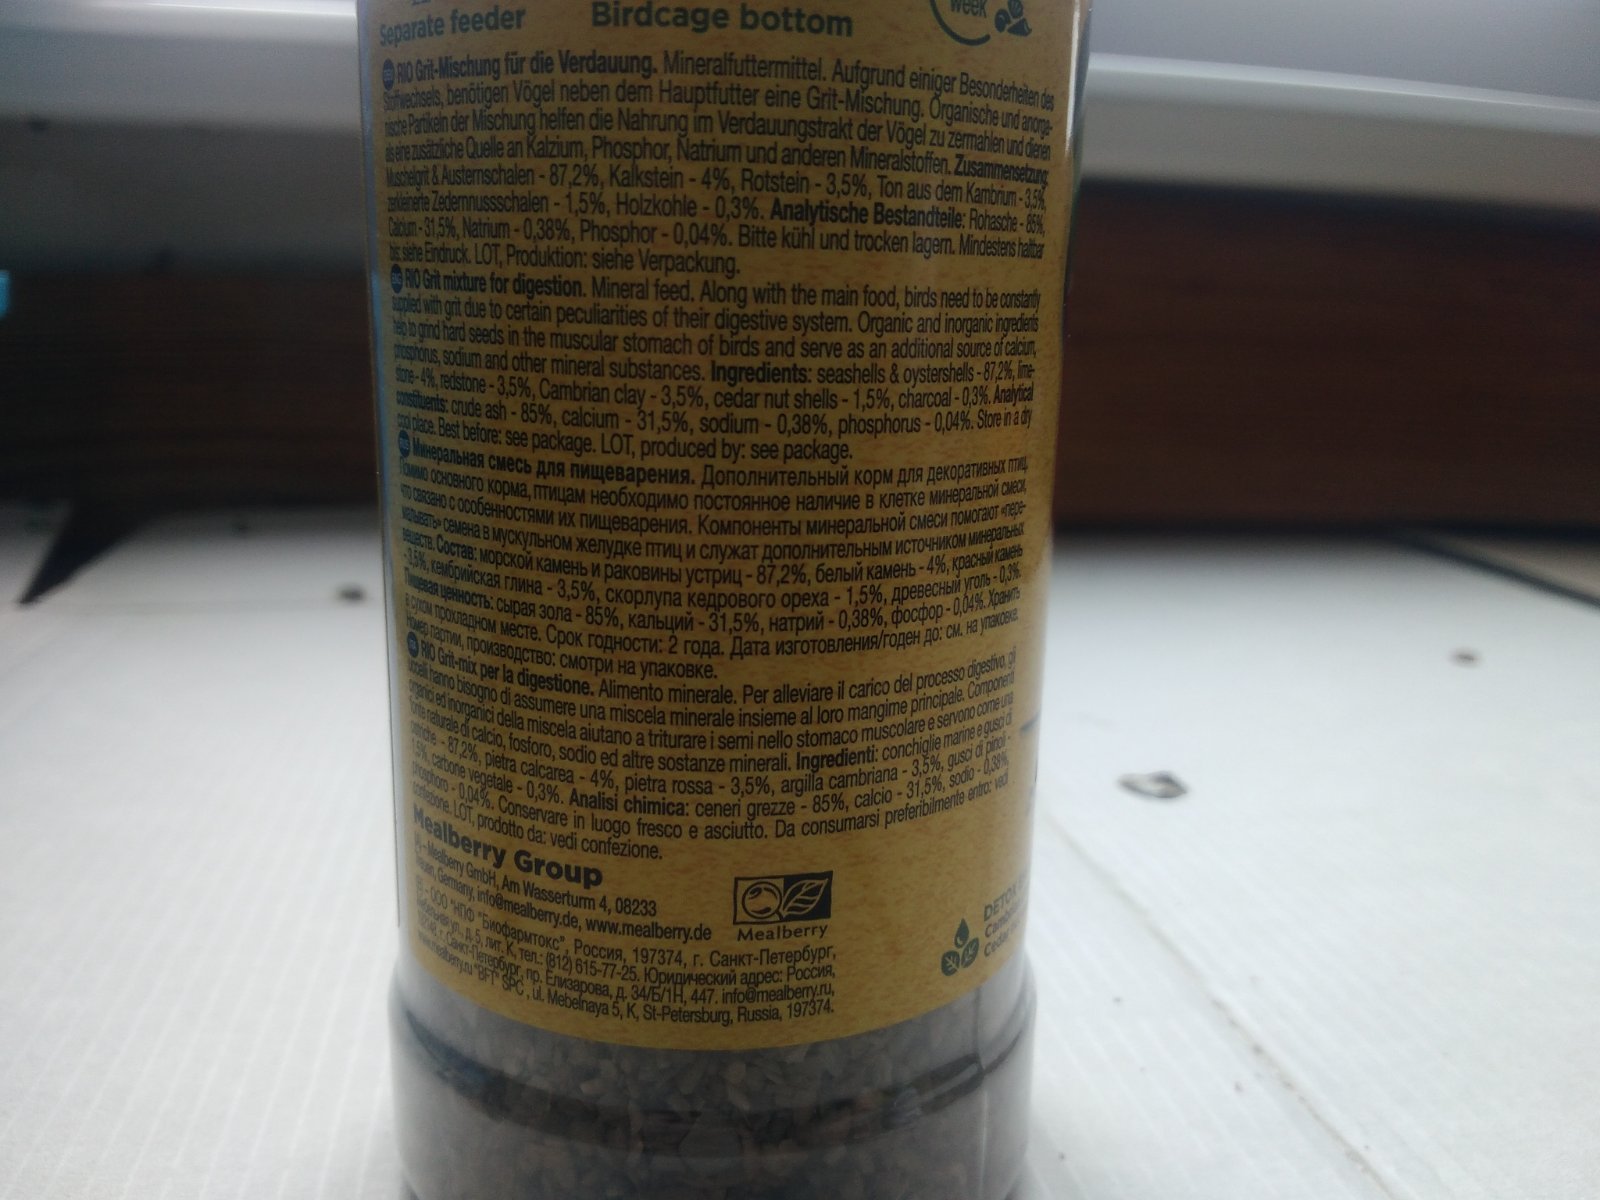 Separate feeder
Birdcage bottom
week
RIO Grit-Mischung für die Verdauung. Mineralfuttermittel. Aufgrund einiger Besonderheiten des
Stoffwechsels, benötigen Vögel neben dem Hauptfutter eine Grit-Mischung. Organische und anorga-
nische Partikeln der Mischung helfen die Nahrung im Verdauungstrakt der Vögel zu zermahlen und dienen
als eine zusätzliche Quelle an Kalzium, Phosphor, Natrium und anderen Mineralstoffen. Zusammensetzung:
Muschelgrit & Austernschalen - 87,2%, Kalkstein - 4%, Rotstein - 3,5%, Ton aus dem Kambrium - 3,5%,
zerkleinerte Zedernussschalen - 1,5%, Holzkohle - 0,3%. Analytische Bestandteile: Rohasche - 85%,
Calcium - 31,5%, Natrium - 0,38%, Phosphor - 0,04%. Bitte kühl und trocken lagern. Mindestens haltbar
bis: siehe Eindruck. LOT, Produktion: siehe Verpackung.
ENG RIO Grit mixture for digestion. Mineral feed. Along with the main food, birds need to be constantly
supplied with grit due to certain peculiarities of their digestive system. Organic and inorganic ingredients
help to grind hard seeds in the muscular stomach of birds and serve as an additional source of calcium,
phosphorus, sodium and other mineral substances. Ingredients: seashells & oystershells - 87,2%, lime-
stone - 4%, redstone - 3,5%, Cambrian clay - 3,5%, cedar nut shells - 1,5%, charcoal - 0,3%. Analytical
constituents: crude ash - 85%, calcium - 31,5%, sodium - 0,38%, phosphorus - 0,04%. Store in a dry
cool place. Best before: see package. LOT, produced by: see package.
RUS Минеральная смесь для пищеварения. Дополнительный корм для декоративных птиц.
Помимо основного корма, птицам необходимо постоянное наличие в клетке минеральной смеси,
что связано с особенностями их пищеварения. Компоненты минеральной смеси помогают «пере-
малывать» семена в мускульном желудке птиц и служат дополнительным источником минеральных
веществ. Состав: морской камень и раковины устриц - 87,2%, белый камень - 4%, красный камень
- 3,5%, кембрийская глина - 3,5%, скорлупа кедрового ореха - 1,5%, древесный уголь - 0,3%.
Пищевая ценность: сырая зола - 85%, кальций - 31,5%, натрий - 0,38%, фосфор - 0,04%. Хранить
в сухом прохладном месте. Срок годности: 2 года. Дата изготовления/годен до: см. на упаковке.
Номер партии, производство: смотри на упаковке.
RIO Grit-mix per la digestione. Alimento minerale. Per alleviare il carico del processo digestivo, gli
uccelli hanno bisogno di assumere una miscela minerale insieme al loro mangime principale. Componenti
organici ed inorganici della miscela aiutano a triturare i semi nello stomaco muscolare e servono come una
fonte naturale di calcio, fosforo, sodio ed altre sostanze minerali. Ingredienti: conchiglie marine e gusci di
ostriche - 87,2%, pietra calcarea - 4%, pietra rossa - 3,5%, argilla cambriana - 3,5%, gusci di pinoli -
1,5%, carbone vegetale - 0,3%. Analisi chimica: ceneri grezze - 85%, calcio - 31,5%, sodio - 0,38%,
phosphoro - 0,04%. Conservare in luogo fresco e asciutto. Da consumarsi preferibilmente entro: vedi
confezione. LOT, prodotto da: vedi confezione.
Mealberry Group
Mealberry GmbH, Am Wasserturm 4, 08233
Treuen, Germany, info@mealberry.de, www.mealberry.de
Mealberry
ООО "НПФ "Биофармтокс", Россия, 197374, г. Санкт-Петербург,
Мебельная ул., д. 5, лит. К, тел.: (812) 615-77-25. Юридический адрес: Россия,
г. Санкт-Петербург, пр. Елизарова, д. 34/Б/1Н, 447. info@mealberry.ru,
www.mealberry.ru "BFT" SPC , ul. Mebelnaya 5, K, St-Petersburg, Russia, 197374.
DETOX
Cambrian
Cedar